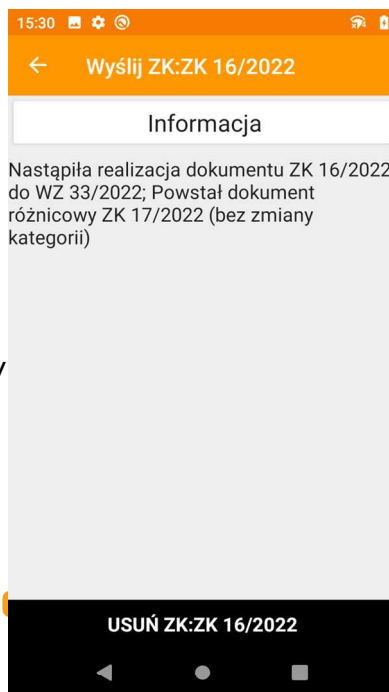 15:30
Wyślij ZK:ZK 16/2022
Informacja
Nastąpiła realizacja dokumentu ZK 16/2022
do WZ 33/2022; Powstał dokument
różnicowy ZK 17/2022 (bez zmiany
kategorii)
USUŃ ZK:ZK 16/2022